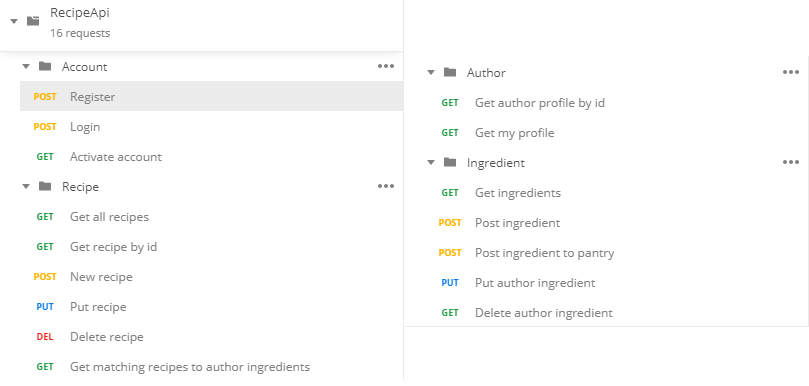 RecipeApi
16 requests
Account
POST Register
POST Login
GET Activate account
Recipe
GET Get all recipes
GET Get recipe by id
POST New recipe
PUT Put recipe
DEL Delete recipe
GET Get matching recipes to author ingredients
Author
GET Get author profile by id
GET Get my profile
Ingredient
GET Get ingredients
POST Post ingredient
POST Post ingredient to pantry
PUT Put author ingredient
GET Delete author ingredient